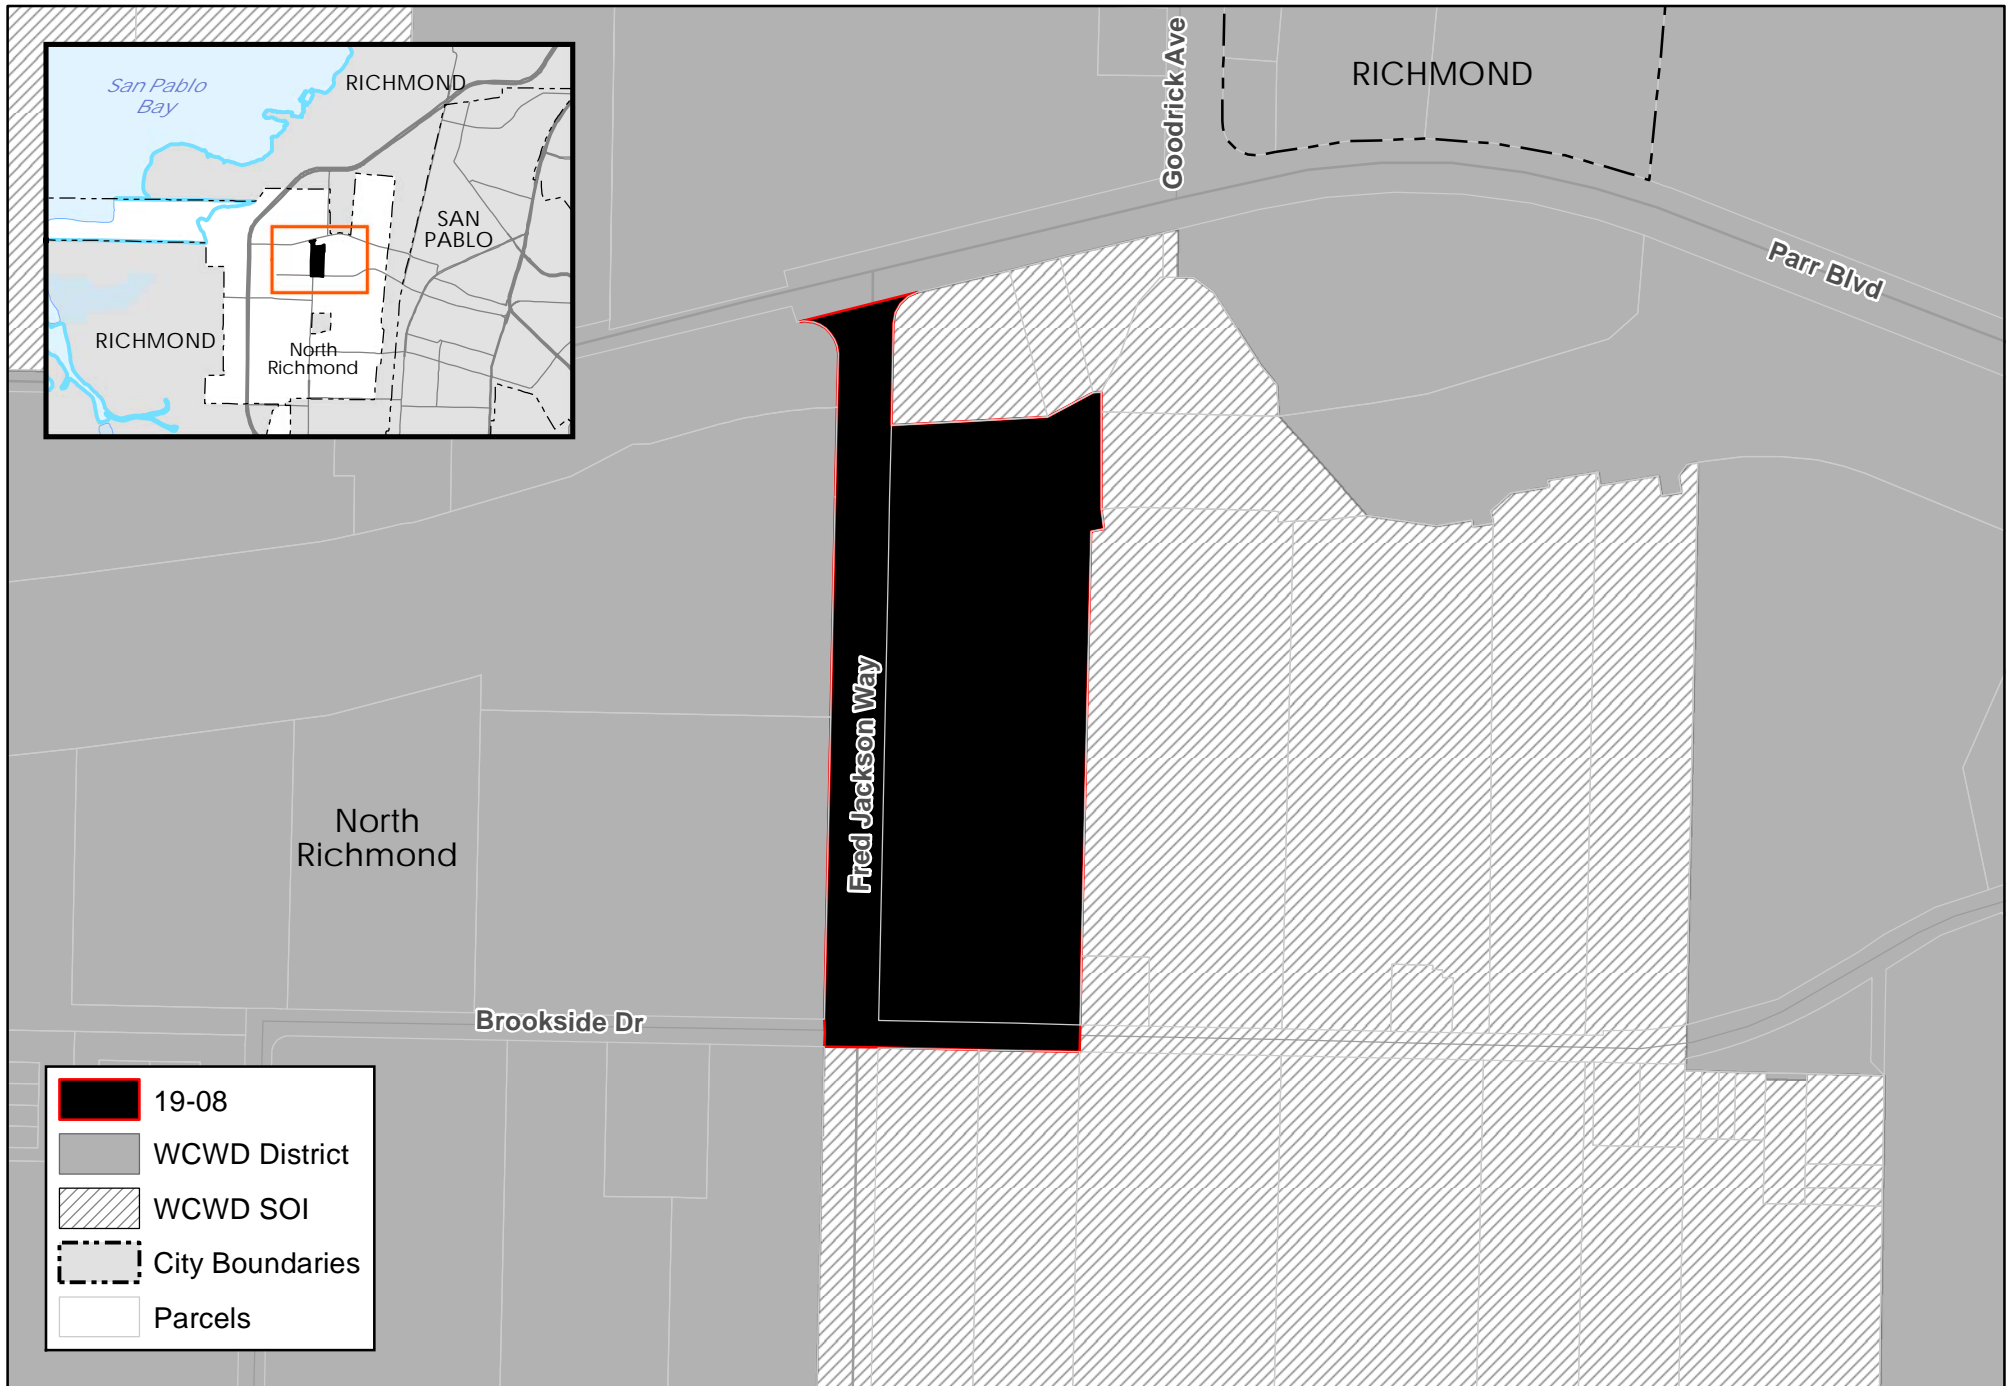 San Pablo
Bay
RICHMOND
SAN
PABLO
RICHMOND
North
Richmond
Goodrick Ave
RICHMOND
Parr Blvd
Fred Jackson Way
North
Richmond
Brookside Dr
19-08
WCWD District
WCWD SOI
City Boundaries
Parcels